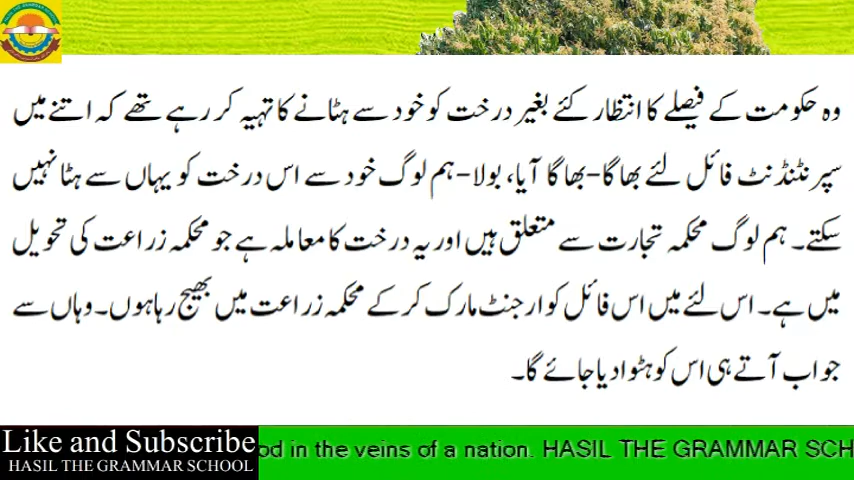 وہ حکومت کے فیصلے کا انتظار کئے بغیر درخت کو خود سے ہٹانے کا تہیہ کر رہے تھے کہ اتنے میں
سپرنٹنڈنٹ فائل لئے بھاگا-بھاگا آیا، بولا-ہم لوگ خود سے اس درخت کو یہاں سے ہٹا نہیں
سکتے۔ ہم لوگ محکمہ تجارت سے متعلق ہیں اور یہ درخت کا معاملہ ہے جو محکمہ زراعت کی تحویل
میں ہے۔ اس لئے میں اس فائل کو ارجنٹ مارک کر کے محکمہ زراعت میں بھیج رہا ہوں۔ وہاں سے
جواب آتے ہی اس کو ہٹوا دیا جائے گا۔
Like and Subscribe
HASIL THE GRAMMAR SCHOOL
od in the veins of a nation. HASIL THE GRAMMAR SCH